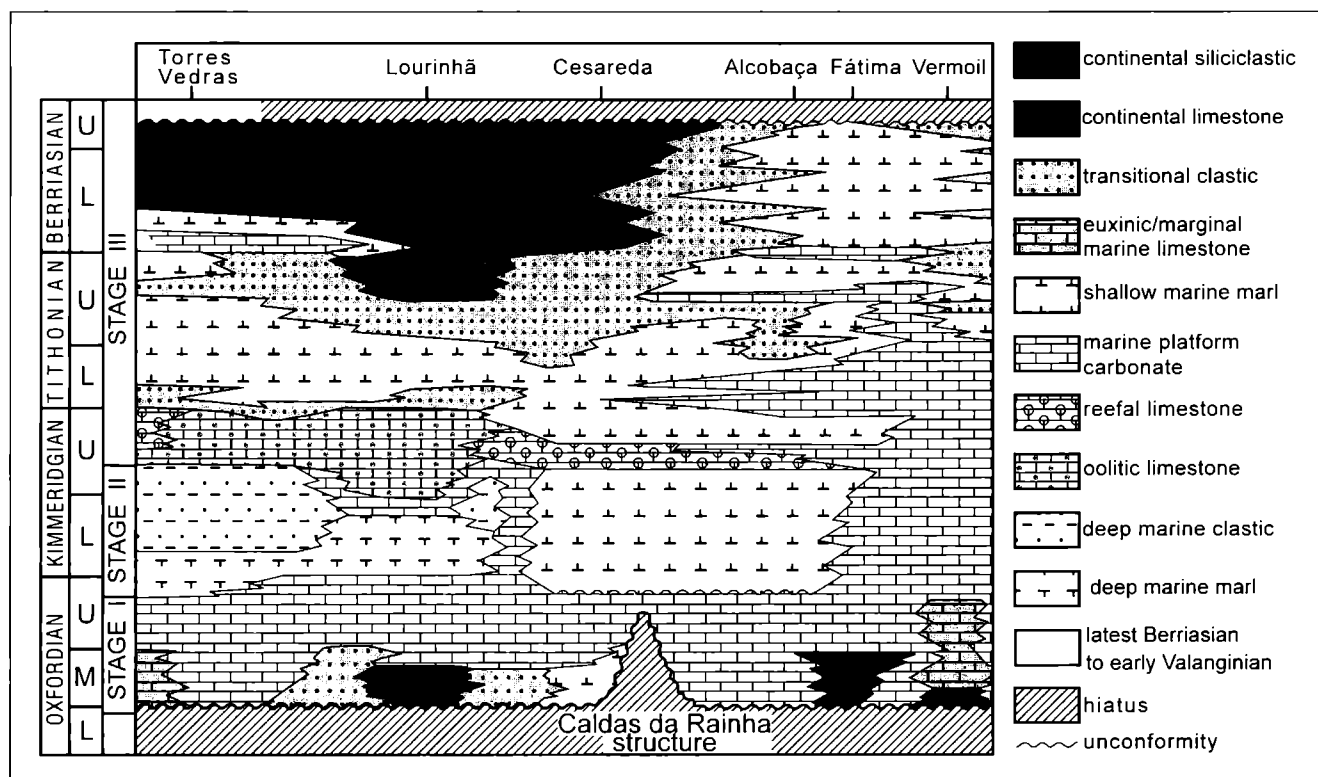 Torres
Vedras
Lourinhã
Cesareda
Alcobaça
Fátima
Vermoil
BERRIASIAN
U
L
TITHONIAN
U
L
KIMMERIDGIAN
U
L
OXFORDIAN
U
M
L
STAGE III
STAGE III
STAGE I
Caldas da Rainha
structure
continental siliciclastic
continental limestone
transitional clastic
euxinic/marginal
marine limestone
shallow marine marl
marine platform
carbonate
reefal limestone
oolitic limestone
deep marine clastic
deep marine marl
latest Berriasian
to early Valanginian
hiatus
unconformity